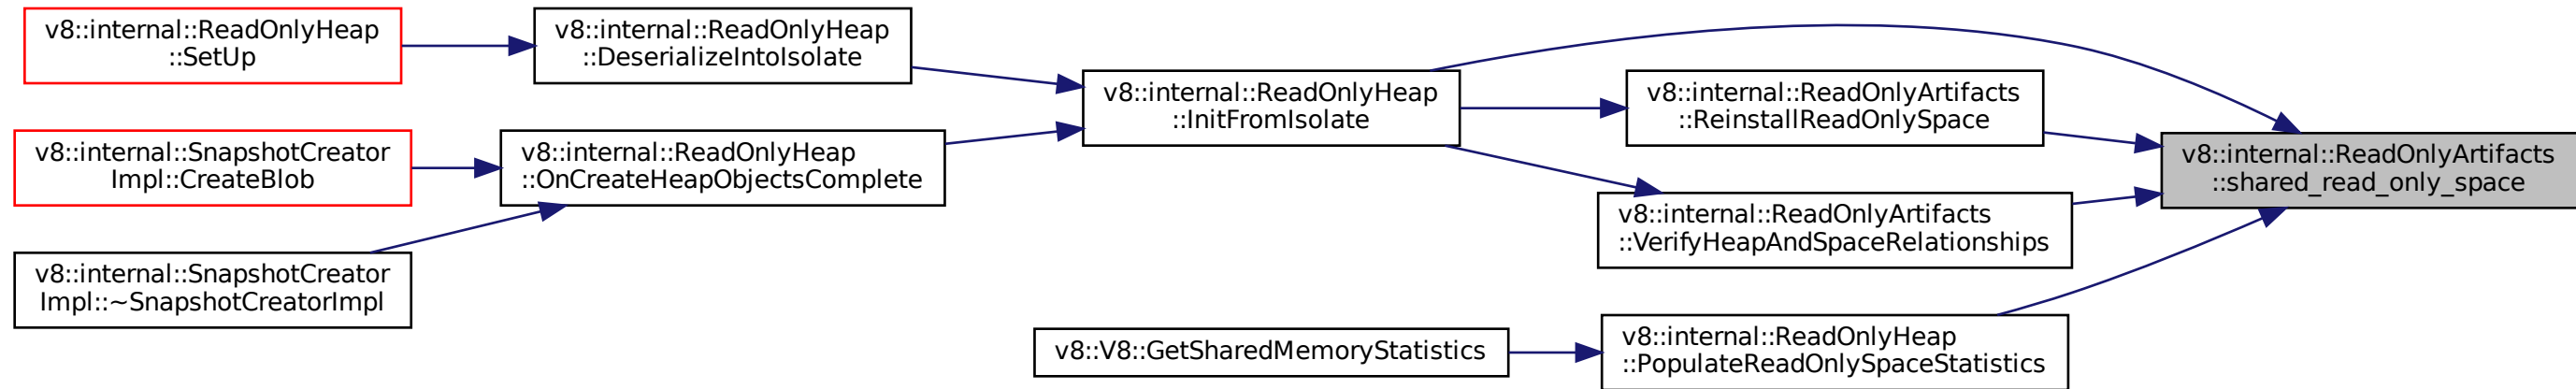 v8::internal::ReadOnlyHeap
::SetUp
v8::internal::ReadOnlyHeap
::DeserializeIntoIsolate
v8::internal::SnapshotCreator
Impl::CreateBlob
v8::internal::ReadOnlyHeap
::OnCreateHeapObjectsComplete
v8::internal::SnapshotCreator
Impl::~SnapshotCreatorImpl
v8::internal::ReadOnlyHeap
::InitFromIsolate
v8::internal::ReadOnlyArtifacts
::ReinstallReadOnlySpace
v8::internal::ReadOnlyArtifacts
::VerifyHeapAndSpaceRelationships
v8::V8::GetSharedMemoryStatistics
v8::internal::ReadOnlyHeap
::PopulateReadOnlySpaceStatistics
v8::internal::ReadOnlyArtifacts
::shared_read_only_space